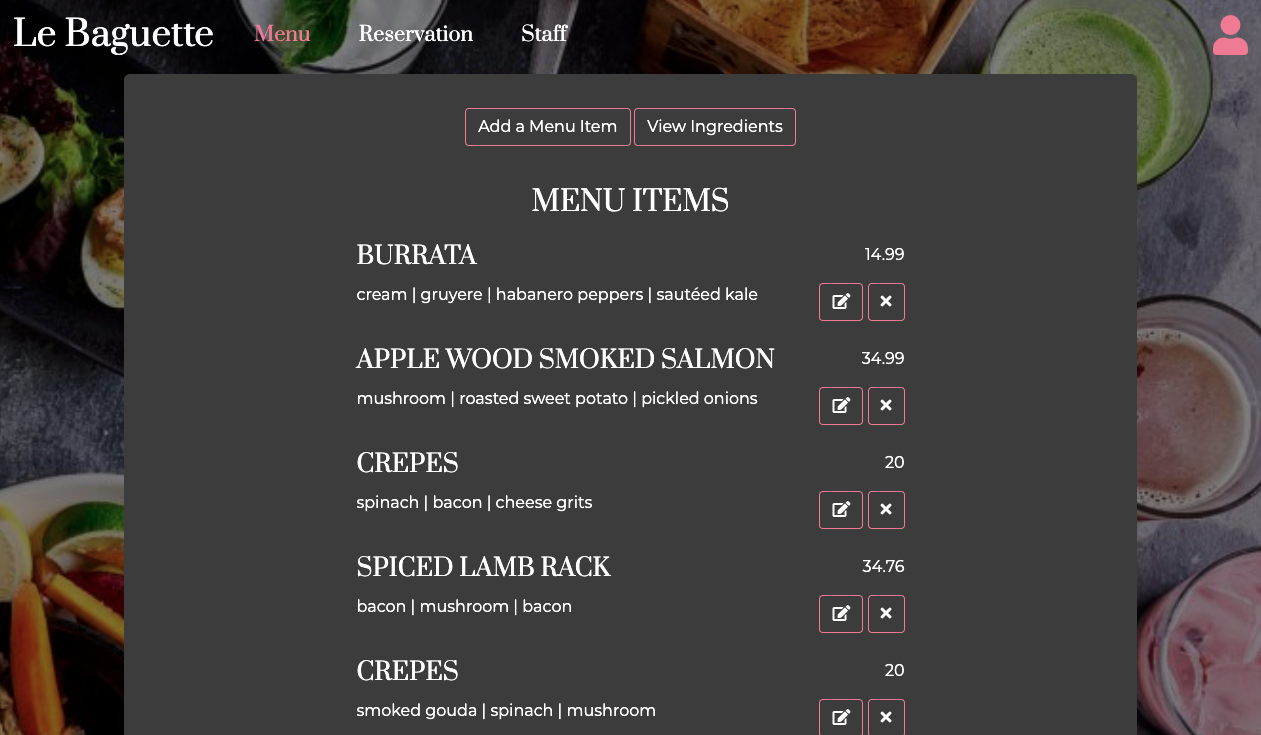 Le Baguette Menu Reservation Staff
Add a Menu Item View Ingredients
MENU ITEMS
BURRATA 14.99
cream | gruyere | habanero peppers | sautéed kale
APPLE WOOD SMOKED SALMON 34.99
mushroom | roasted sweet potato | pickled onions
CREPES 20
spinach | bacon | cheese grits
SPICED LAMB RACK 34.76
bacon | mushroom | bacon
CREPES 20
smoked gouda | spinach | mushroom